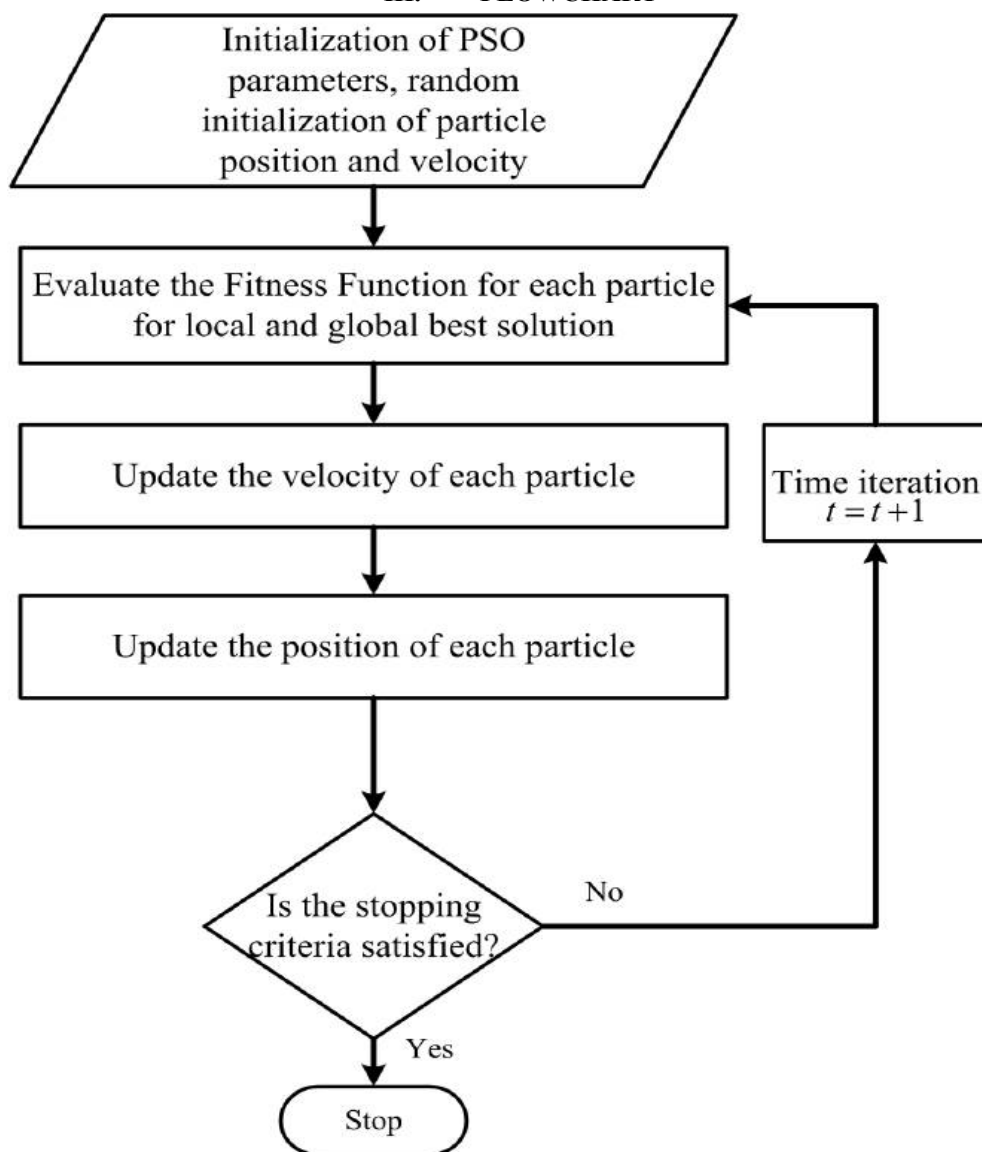 Initialization of PSO
parameters, random
initialization of particle
position and velocity
Evaluate the Fitness Function for each particle
for local and global best solution
Update the velocity of each particle
Time iteration
t = t +1
Update the position of each particle
Is the stopping
criteria satisfied?
No
Yes
Stop